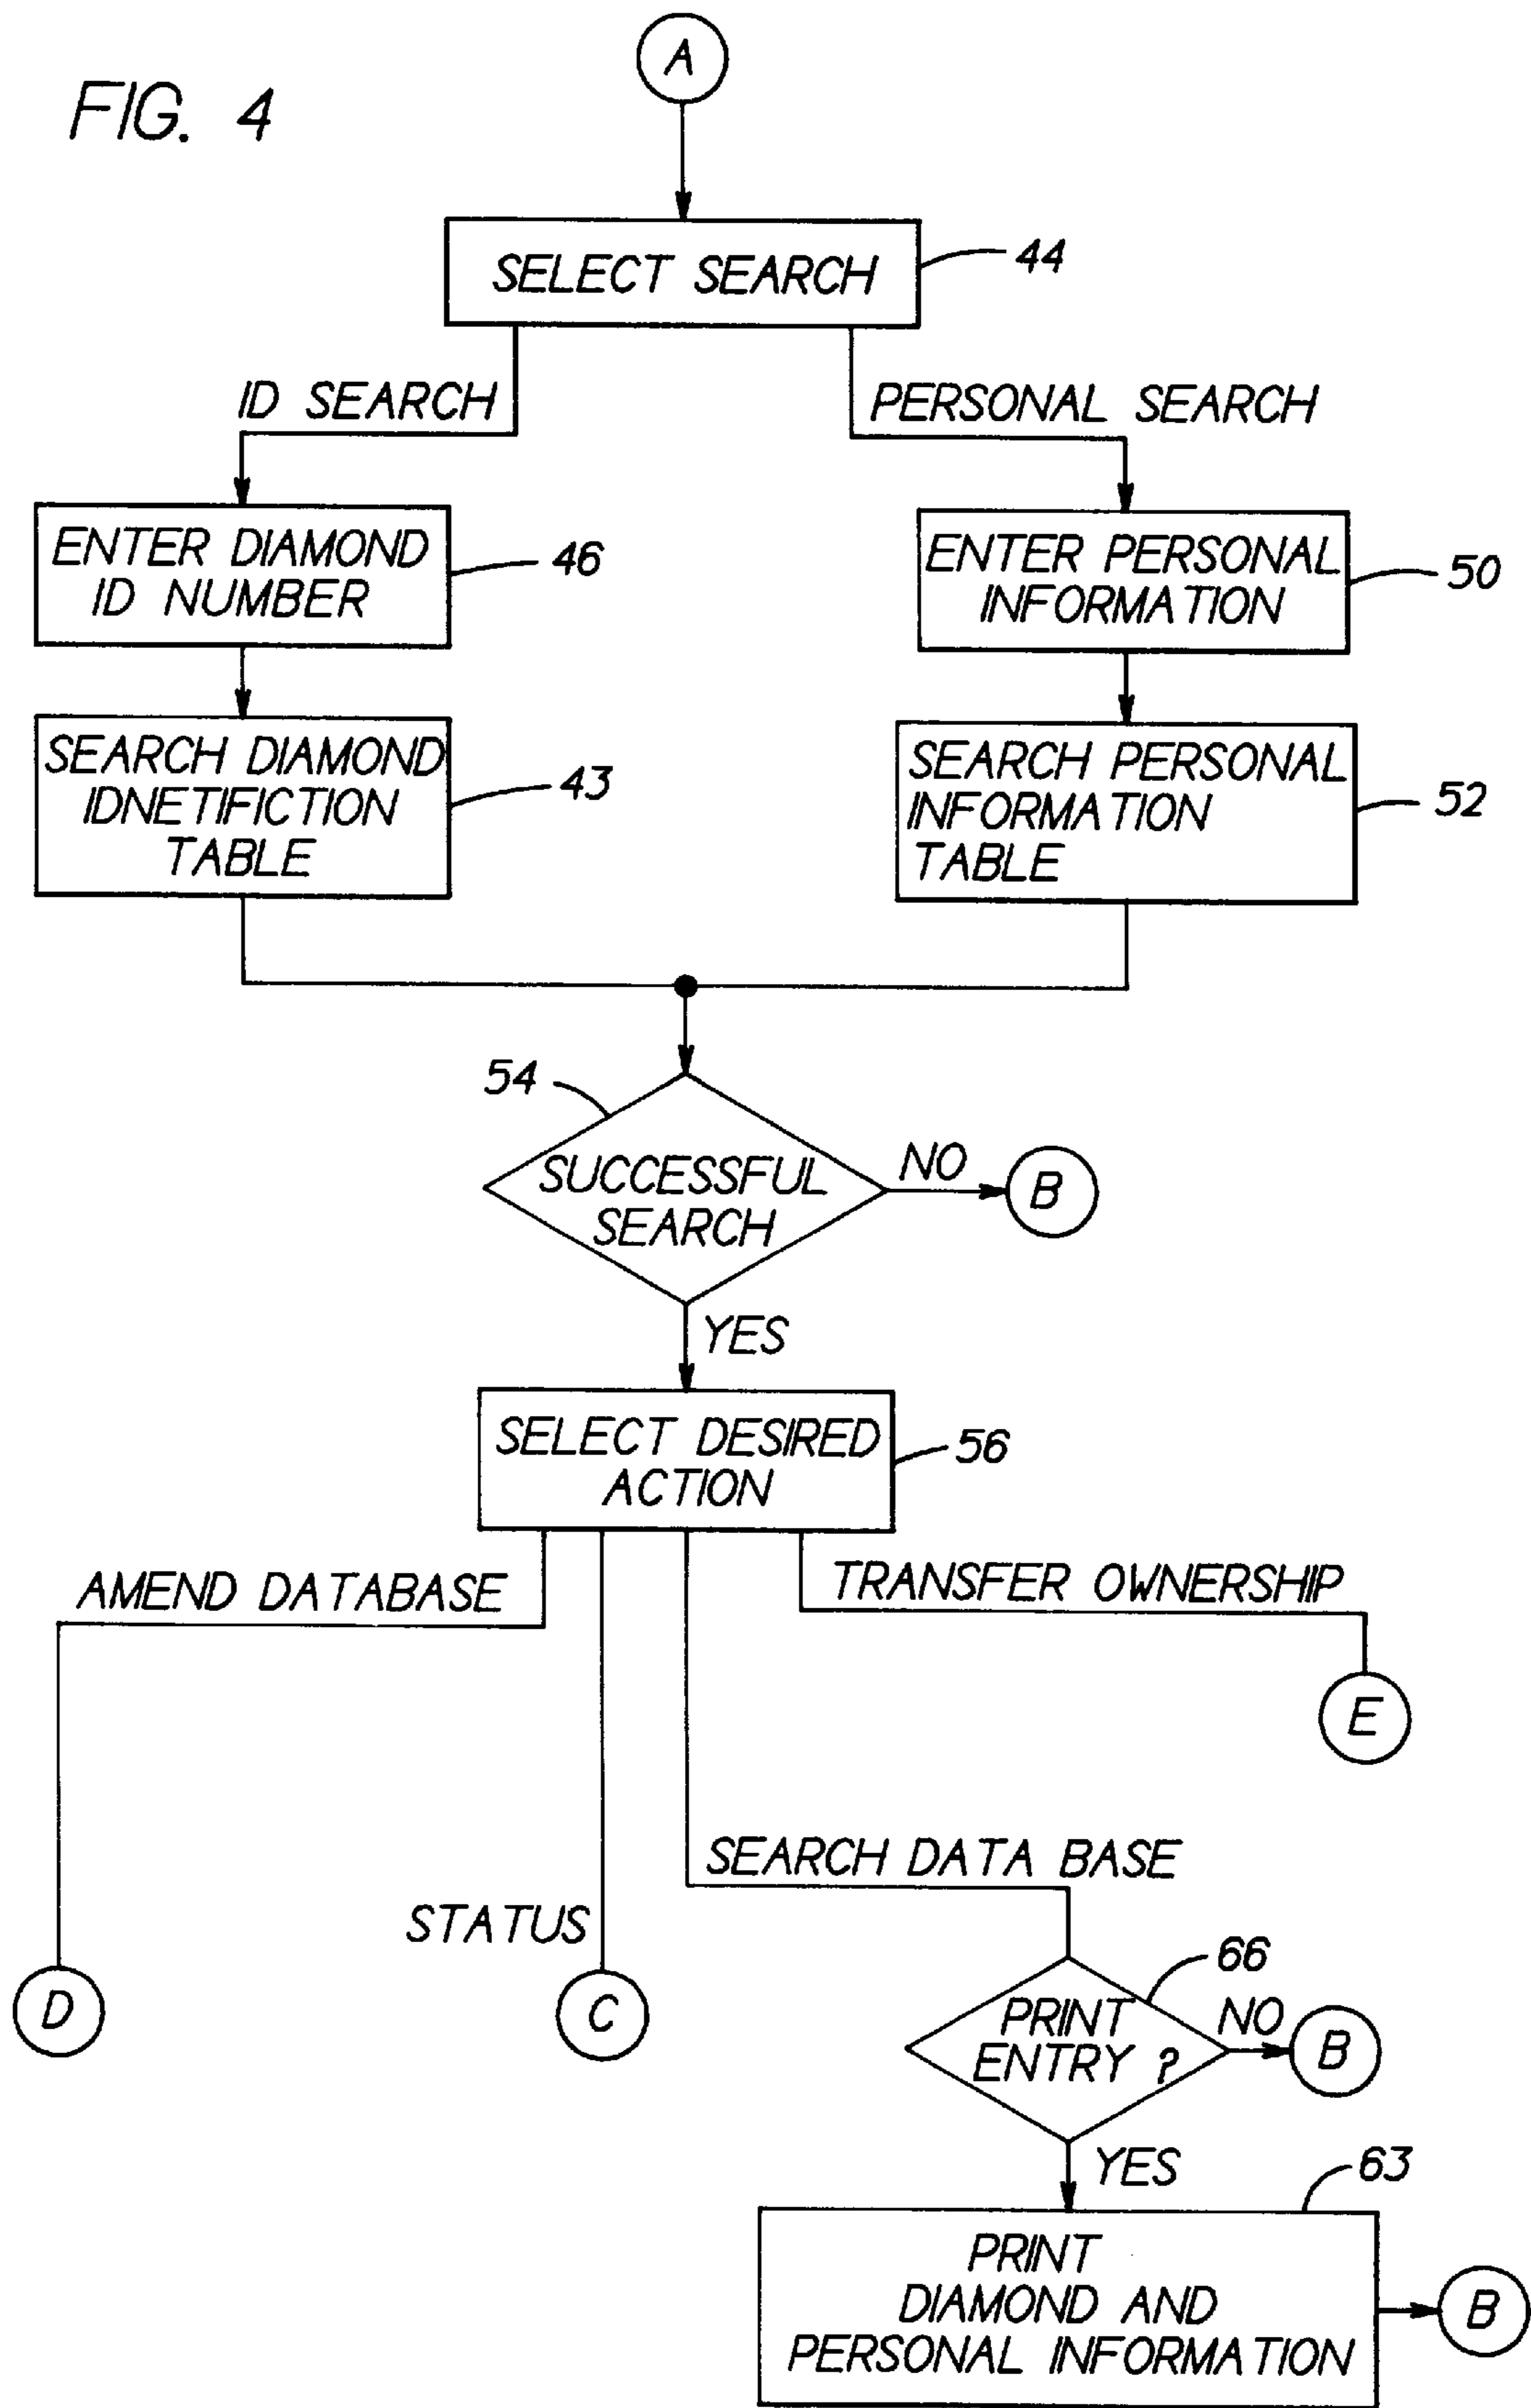 FIG. 4
A
SELECT SEARCH
44
ID SEARCH
PERSONAL SEARCH
ENTER DIAMOND
ID NUMBER
46
ENTER PERSONAL
INFORMATION
50
SEARCH DIAMOND
IDNETIFICTION
TABLE
43
SEARCH PERSONAL
INFORMATION
TABLE
52
54
SUCCESSFUL
SEARCH
NO
B
YES
SELECT DESIRED
ACTION
56
AMEND DATABASE
TRANSFER OWNERSHIP
E
SEARCH DATA BASE
STATUS
D
C
66
PRINT
ENTRY ?
NO
B
YES
63
PRINT
DIAMOND AND
PERSONAL INFORMATION
B